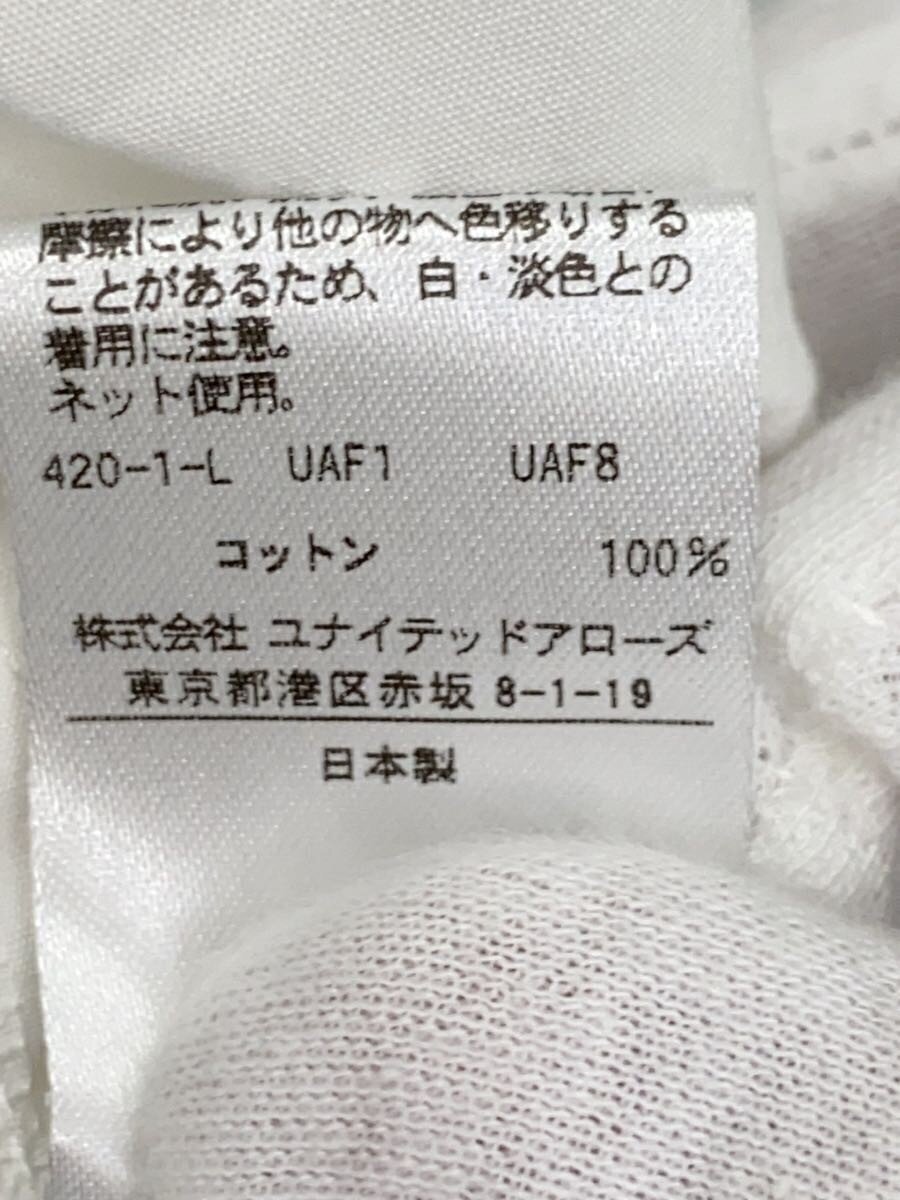 摩擦により他の物へ色移りする
ことがあるため、白・淡色との
着用に注意。
ネット使用。
420-1-L UAF1 UAF8
コットン 100%
株式会社 ユナイテッドアローズ
東京都港区赤坂 8-1-19
日本製